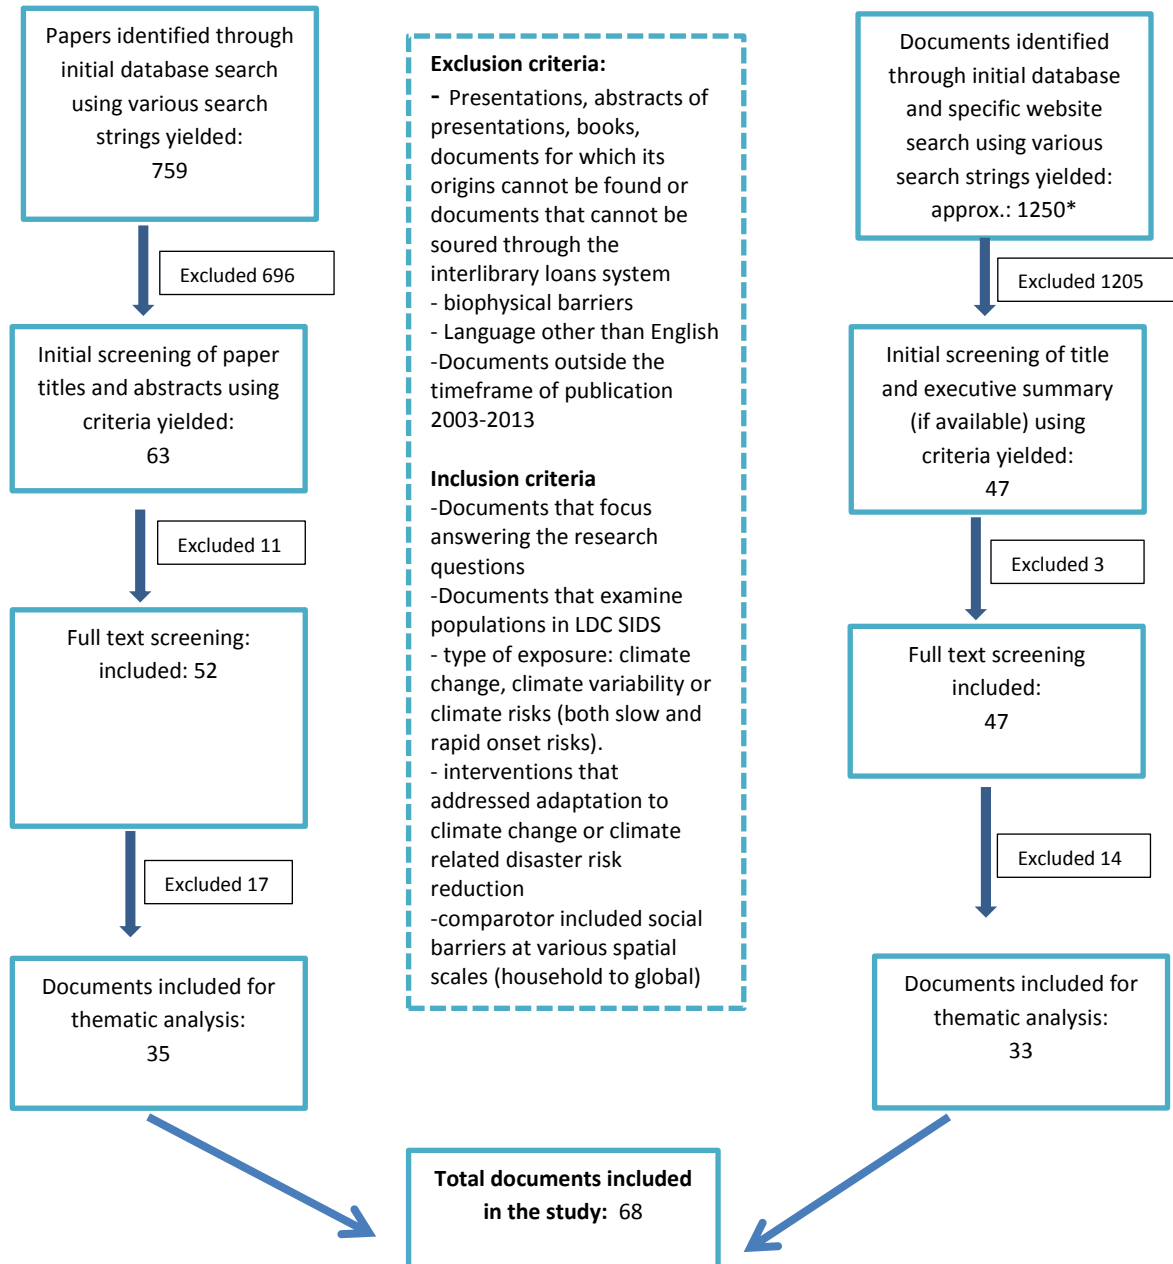 Papers identified through
initial database search
using various search
strings yielded:
759
Excluded 696
Initial screening of paper
titles and abstracts using
criteria yielded:
63
Excluded 11
Full text screening:
included: 52
Excluded 17
Documents included for
thematic analysis:
35
Exclusion criteria:
- Presentations, abstracts of
presentations, books,
documents for which its
origins cannot be found or
documents that cannot be
soured through the
interlibrary loans system
- biophysical barriers
- Language other than English
-Documents outside the
timeframe of publication
2003-2013
Inclusion criteria
-Documents that focus
answering the research
questions
-Documents that examine
populations in LDC SIDS
- type of exposure: climate
change, climate variability or
climate risks (both slow and
rapid onset risks).
- interventions that
addressed adaptation to
climate change or climate
related disaster risk
reduction
-comparotor included social
barriers at various spatial
scales (household to global)
Documents identified
through initial database
and specific website
search using various
search strings yielded:
approx.: 1250*
Excluded 1205
Initial screening of title
and executive summary
(if available) using
criteria yielded:
47
Excluded 3
Full text screening
included:
47
Excluded 14
Documents included for
thematic analysis:
33
Total documents included
in the study: 68